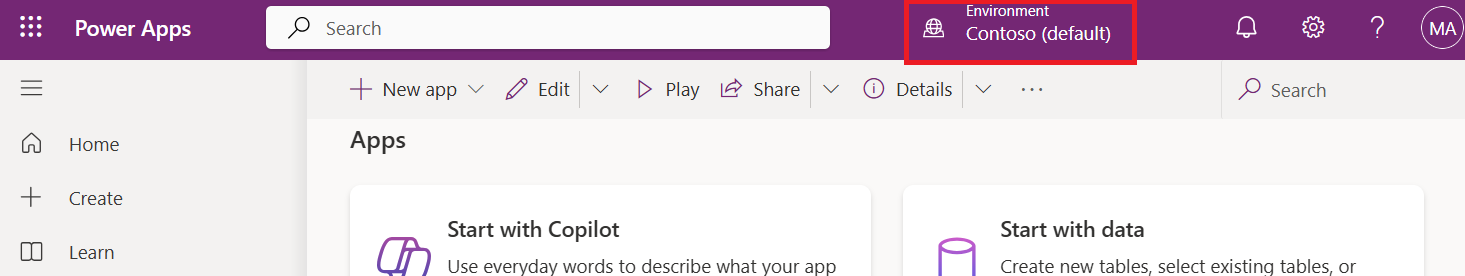 Power Apps
Search
Environment
Contoso (default)
?
MA
New app
Edit
Play
Share
Details
...
Search
Home
Create
Learn
Apps
Start with Copilot
Use everyday words to describe what your app
Start with data
Create new tables, select existing tables, or